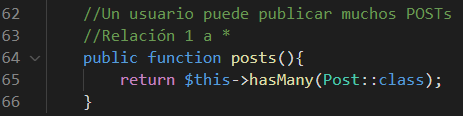 62 //Un usuario puede publicar muchos POSTs
63 //Relación 1 a *
64 public function posts(){
65 return $this->hasMany(Post::class);
66 }